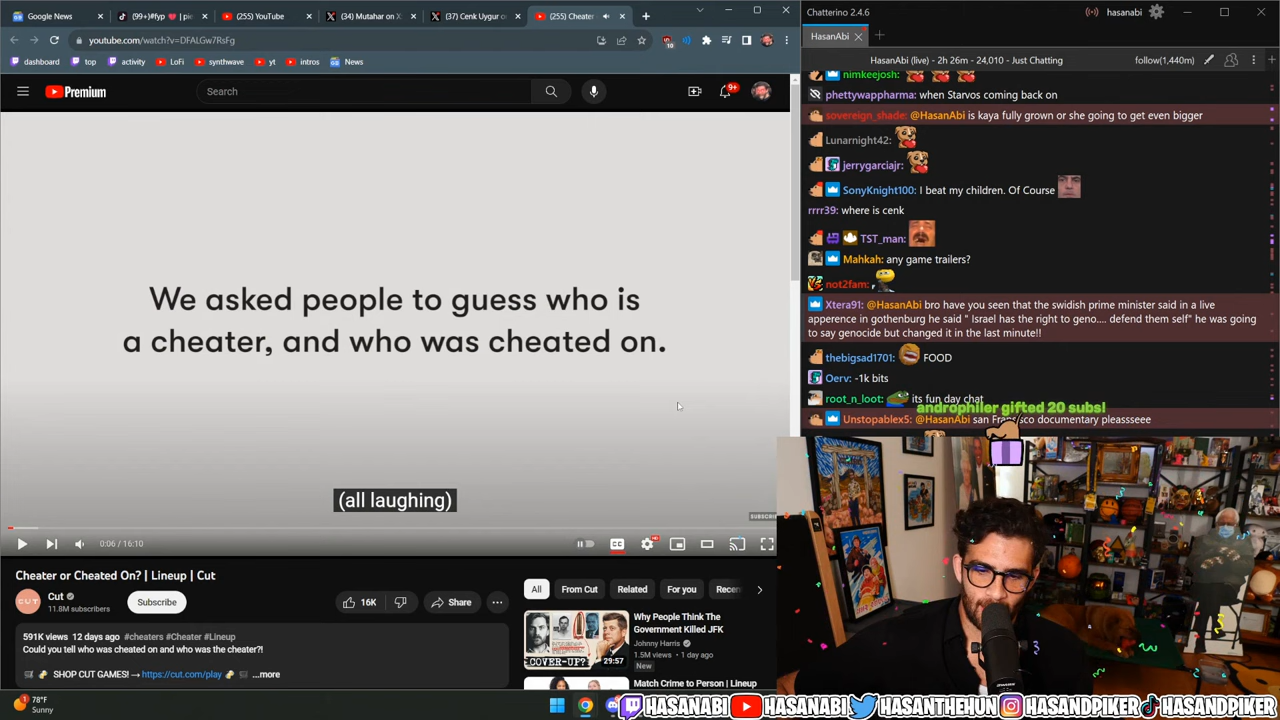 Google News
(99+)#fyp
(255) YouTube
(34) Mutahar on X
(37) Cenk Uygur on
(255) Cheater
youtube.com/watch?v=DFALGw7RsFg
10
dashboard
top
activity
LoFi
synthwave
yt
intros
News
Premium
Search
9+
We asked people to guess who is
a cheater, and who was cheated on.
(all laughing)
0:06 / 16:10
CC
HD
Cheater or Cheated On? | Lineup | Cut
CUT
Cut
11.8M subscribers
Subscribe
16K
Share
591K views 12 days ago #cheaters #Cheater #Lineup
Could you tell who was cheated on and who was the cheater?!
SHOP CUT GAMES! → https://cut.com/play
...more
All
From Cut
Related
For you
COVER-UP?
29:57
Why People Think The
Government Killed JFK
Johnny Harris
1.5M views • 1 day ago
New
Match Crime to Person | Lineup
78°F
Sunny
Chatterino 2.4.6
hasanabi
HasanAbi
HasanAbi (live) - 2h 26m - 24,010 - Just Chatting
follow(1,440m)
nimkeejosh:
phettywappharma: when Starvos coming back on
sovereign_shade: @HasanAbi is kaya fully grown or she going to get even bigger
Lunarnight42:
jerrygarciajr:
SonyKnight100: I beat my children. Of Course
rrrr39: where is cenk
TST_man:
Mahkah: any game trailers?
not2fam:
Xtera91: @HasanAbi bro have you seen that the swidish prime minister said in a live
apperence in gothenburg he said " Israel has the right to geno.... defend them self" he was going
to say genocide but changed it in the last minute!!
thebigsad1701: FOOD
Oerv: -1k bits
root_n_loot: its fun day chat
androphiler gifted 20 subs!
Unstopablex5: @HasanAbi san Francisco documentary pleassseee
HASANABI
HASANABI
HASANTHEHUN
HASANDPIKER
HASANDPIKER